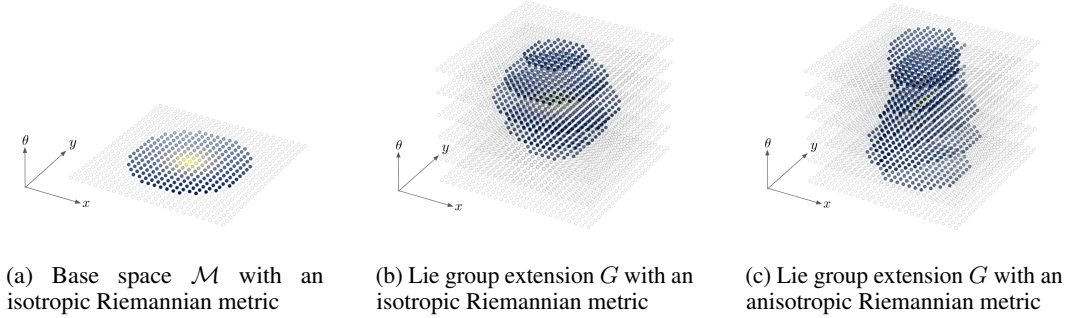 θ
y
x
θ
y
x
θ
y
x
(a) Base space M with an
isotropic Riemannian metric
(b) Lie group extension G with an
isotropic Riemannian metric
(c) Lie group extension G with an
anisotropic Riemannian metric